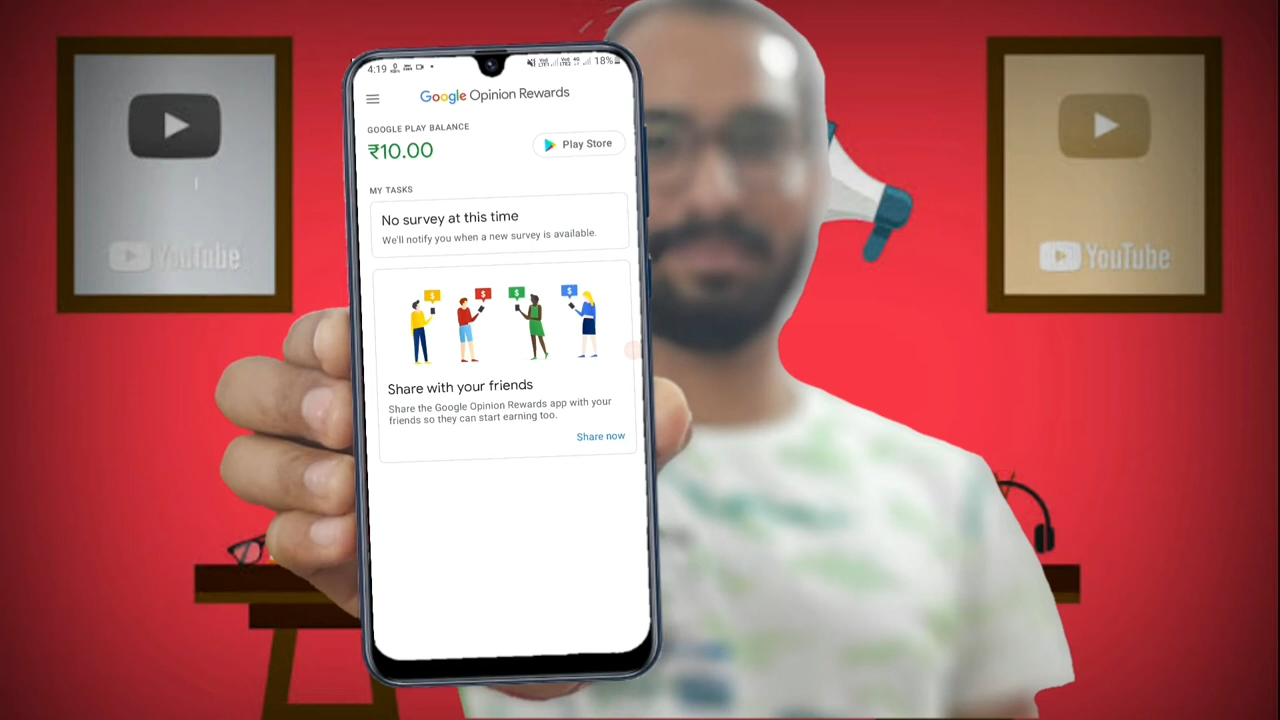 4:19
18%
Google Opinion Rewards
GOOGLE PLAY BALANCE
₹10.00
Play Store
MY TASKS
No survey at this time
We'll notify you when a new survey is available.
$ $ $ $
Share with your friends
Share the Google Opinion Rewards app with your
friends so they can start earning too.
Share now
YouTube
YouTube